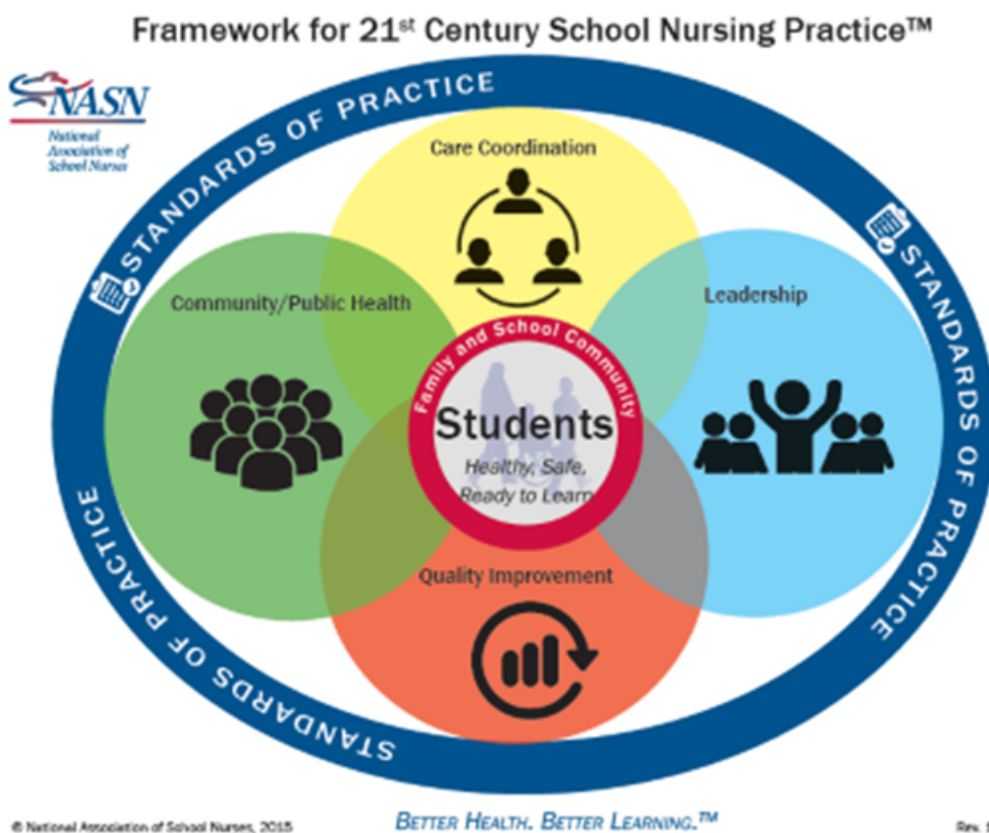 Framework for 21st Century School Nursing Practice™
NASN
National
Association of
School Nurses
STANDARDS OF PRACTICE
STANDARDS OF PRACTICE
STANDARDS OF PRACTICE
Care Coordination
Community/Public Health
Leadership
Family and School Community
Students
Healthy, Safe,
Ready to Learn
Quality Improvement
© National Association of School Nurses, 2015
BETTER HEALTH. BETTER LEARNING.™
Rev.